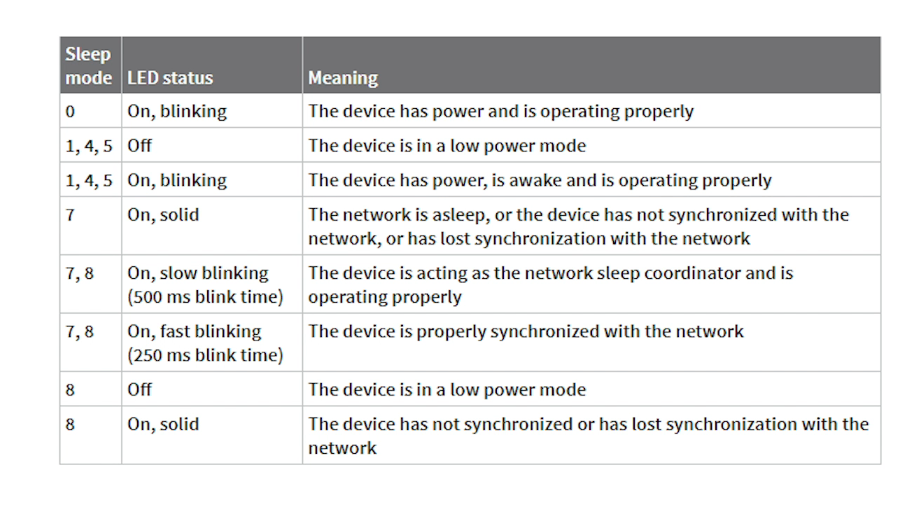 Sleep
mode LED status Meaning
0 On, blinking The device has power and is operating properly
1, 4, 5 Off The device is in a low power mode
1, 4, 5 On, blinking The device has power, is awake and is operating properly
7 On, solid The network is asleep, or the device has not synchronized with the
network, or has lost synchronization with the network
7, 8 On, slow blinking The device is acting as the network sleep coordinator and is
(500 ms blink time) operating properly
7, 8 On, fast blinking The device is properly synchronized with the network
(250 ms blink time)
8 Off The device is in a low power mode
8 On, solid The device has not synchronized or has lost synchronization with the
network